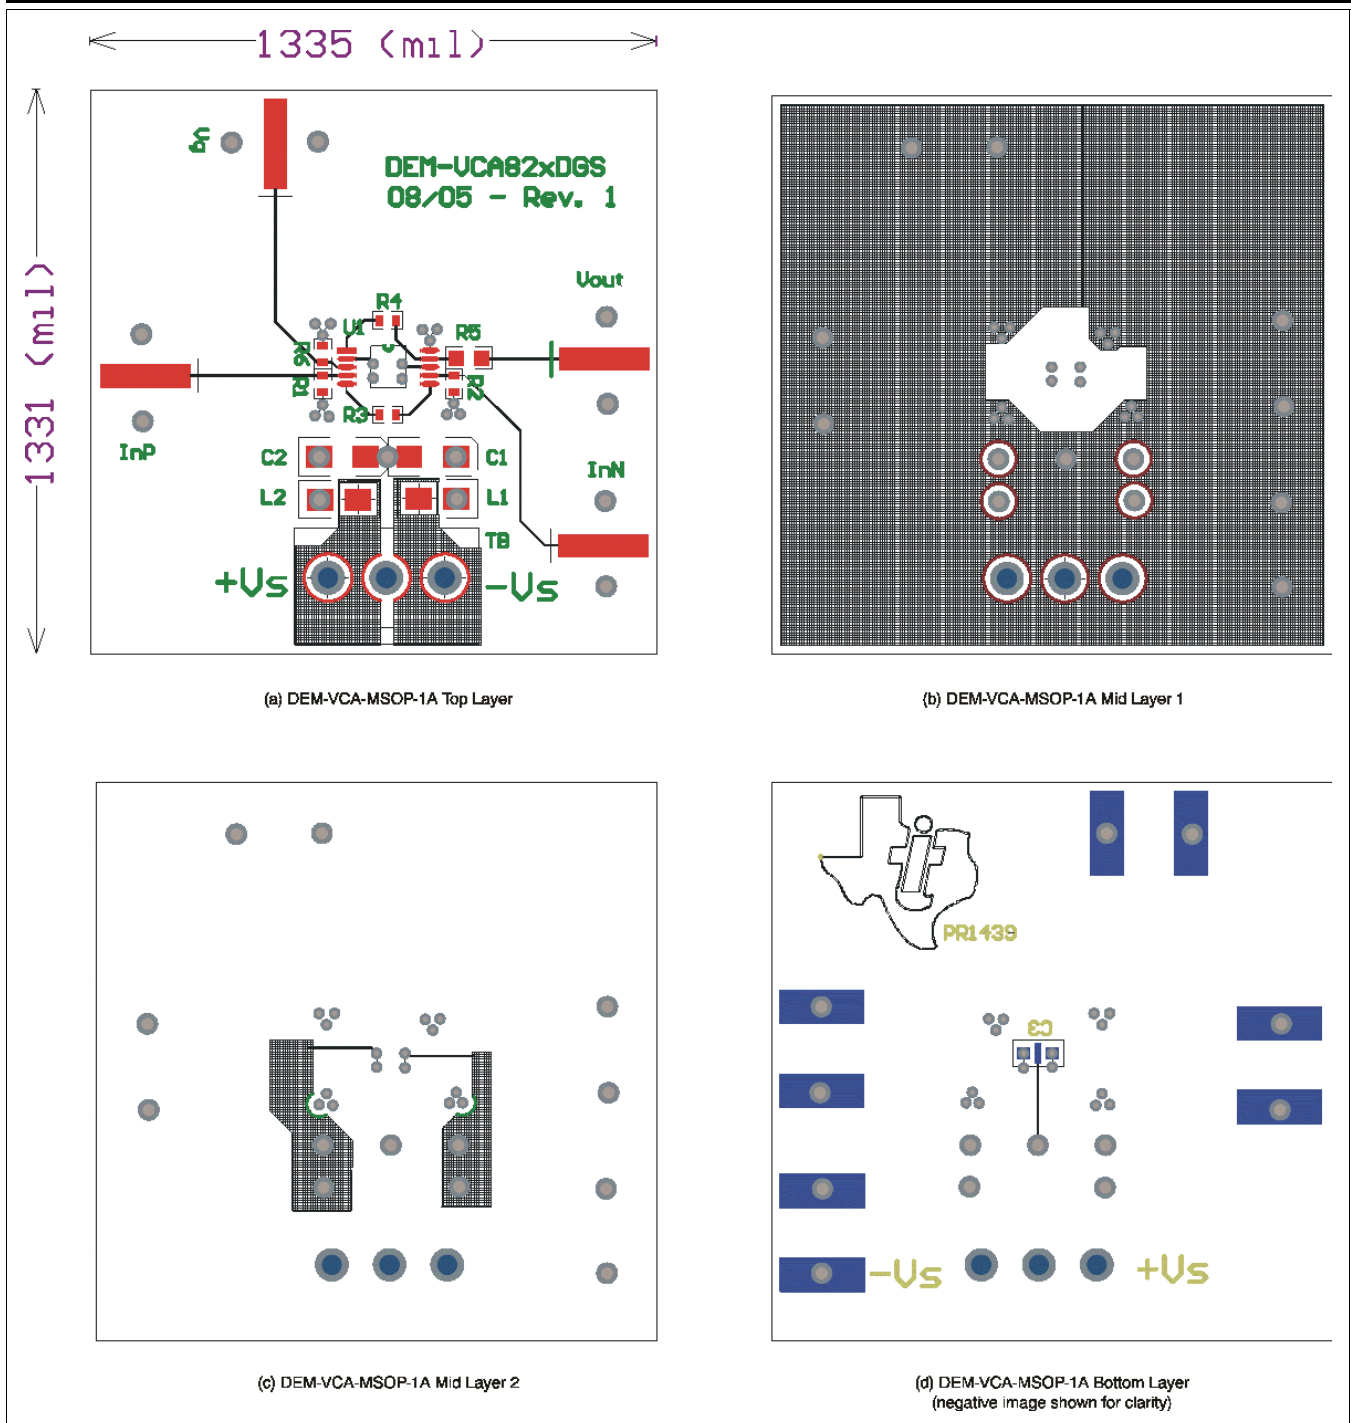 1335 (mil)
1331 (mil)
Vg
DEM-VCA82xDGS
08/05 - Rev. 1
Vout
R4
U1
R5
R6
R1
R2
R3
InP
C2
C1
InN
L2
L1
TB
+Vs
-Vs
(a) DEM-VCA-MSOP-1A Top Layer
(b) DEM-VCA-MSOP-1A Mid Layer 1
PR1439
C3
-Vs
+Vs
(c) DEM-VCA-MSOP-1A Mid Layer 2
(d) DEM-VCA-MSOP-1A Bottom Layer
(negative image shown for clarity)